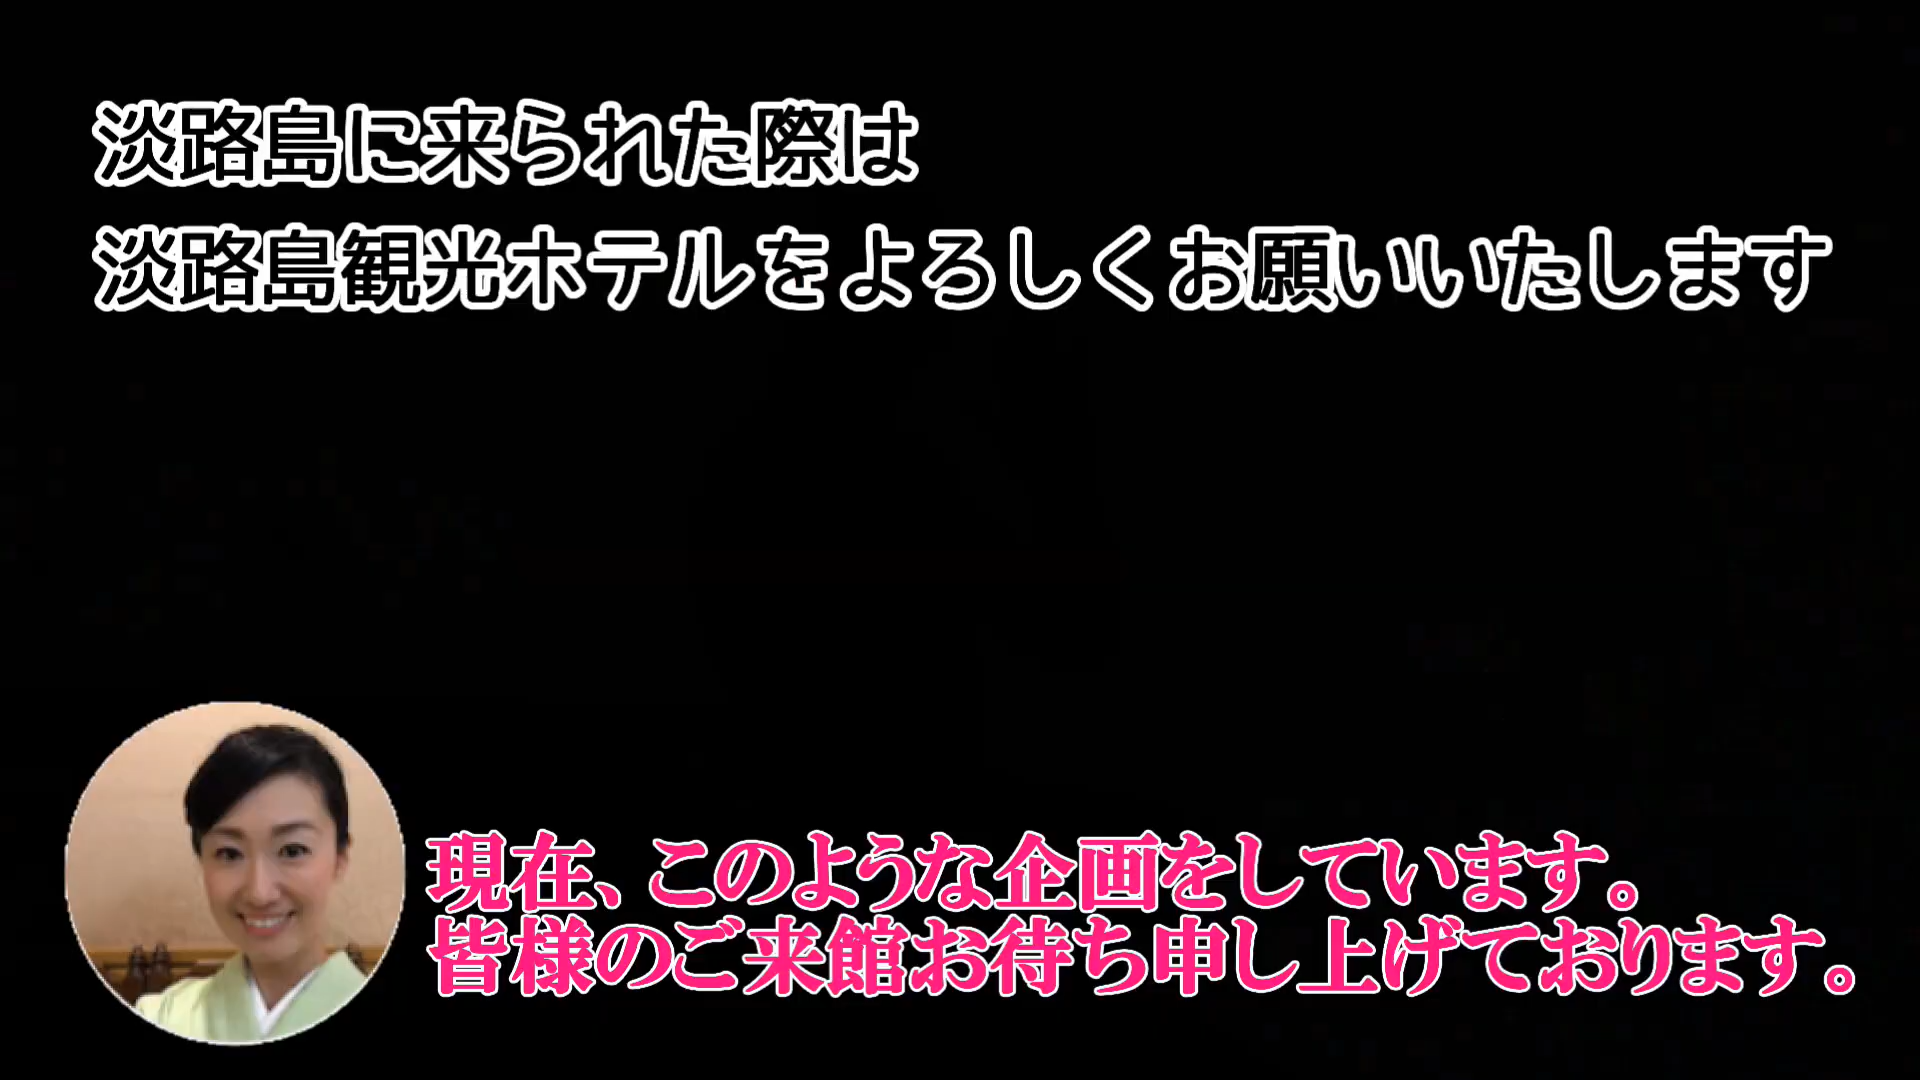 淡路島に来られた際は
淡路島観光ホテルをよろしくお願いいたします
現在、このような企画をしています。
皆様のご来館お待ち申し上げております。